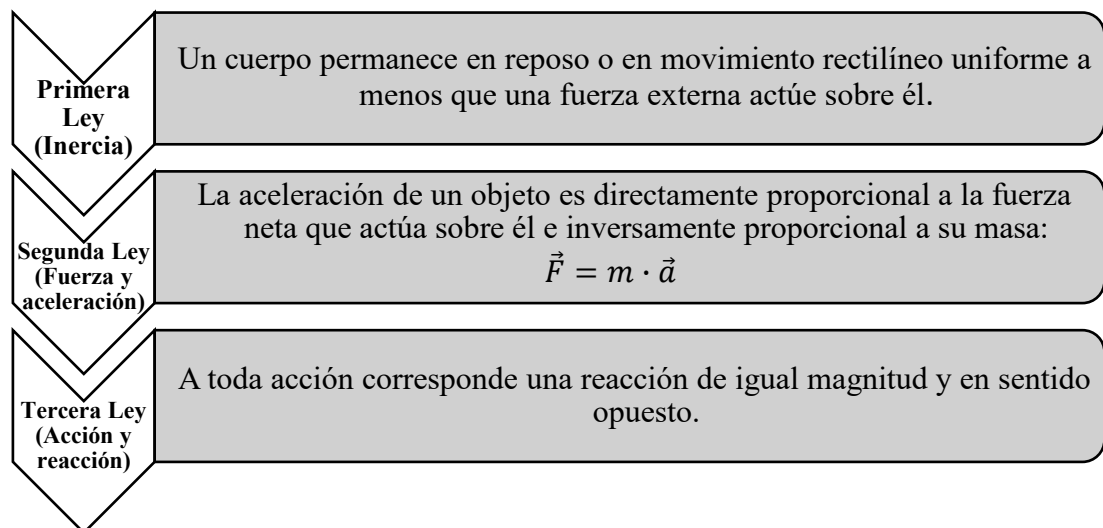 Primera
Ley
(Inercia)
Un cuerpo permanece en reposo o en movimiento rectilíneo uniforme a
menos que una fuerza externa actúe sobre él.
Segunda Ley
(Fuerza y
aceleración)
La aceleración de un objeto es directamente proporcional a la fuerza
neta que actúa sobre él e inversamente proporcional a su masa:
$\vec{F} = m \cdot \vec{a}$
Tercera Ley
(Acción y
reacción)
A toda acción corresponde una reacción de igual magnitud y en sentido
opuesto.